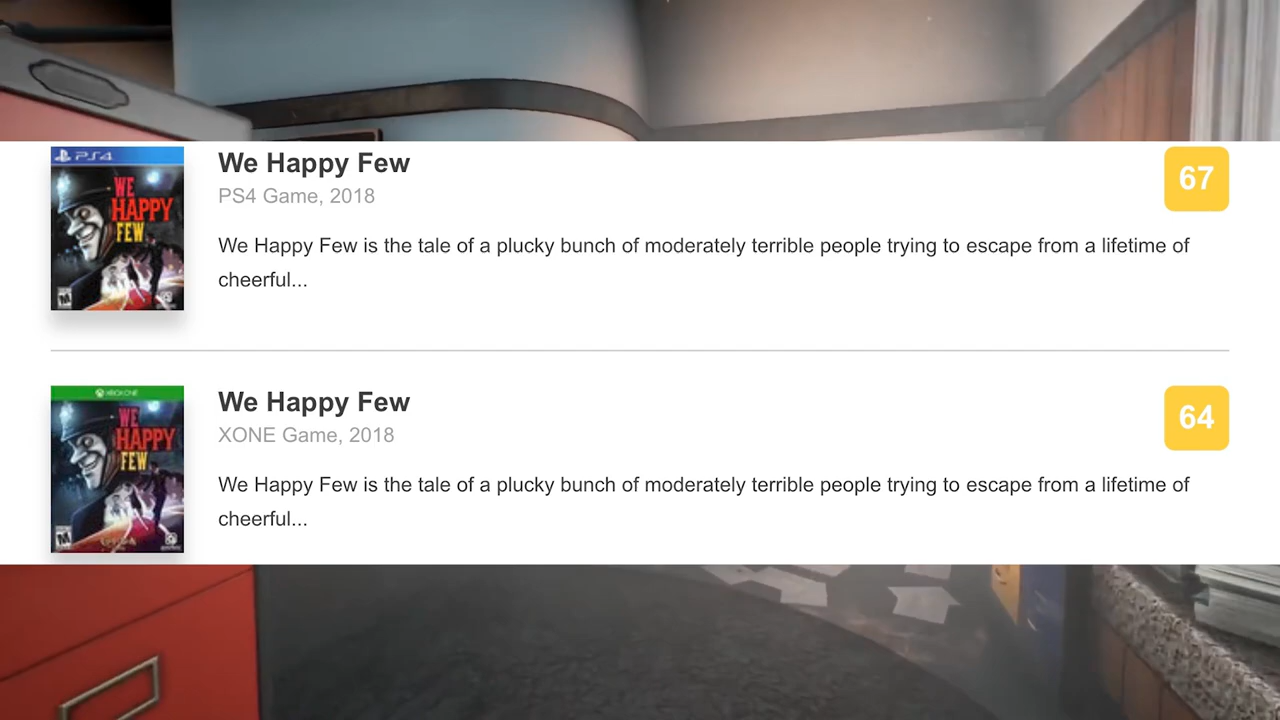 PS4
WE
HAPPY
FEW
M
We Happy Few
PS4 Game, 2018
67
We Happy Few is the tale of a plucky bunch of moderately terrible people trying to escape from a lifetime of
cheerful...
XBOX ONE
WE
HAPPY
FEW
M
We Happy Few
XONE Game, 2018
64
We Happy Few is the tale of a plucky bunch of moderately terrible people trying to escape from a lifetime of
cheerful...